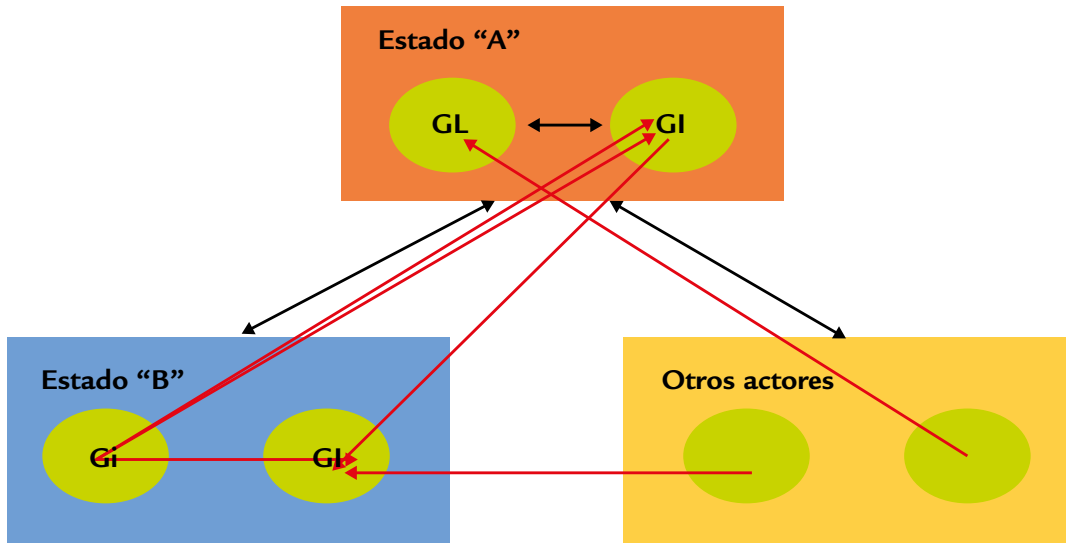 Estado “A”
GL
GI
Estado “B”
Otros actores
Gi
GL